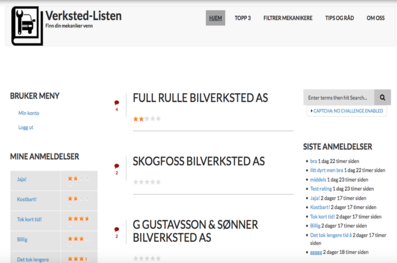 Verksted-Listen
Finn din mekaniker venn
HJEM
TOPP 3
FILTRER MEKANIKERE
TIPS OG RÅD
OM OSS
BRUKER MENY
Min konto
Logg ut
MINE ANMELDELSER
Jaja!
Kostbart!
Tok kort tid!
Billig
Det tok lengere
4
FULL RULLE BILVERKSTED AS
2
SKOGFOSS BILVERKSTED AS
3
G GUSTAVSSON & SØNNER
BILVERKSTED AS
Enter terms then hit Search...
CAPTCHA: NO CHALLENGE ENABLED
SISTE ANMELDELSER
bra 1 dag 22 timer siden
litt dyrt men bra 1 dag 22 timer siden
middels 1 dag 23 timer siden
Test rating 1 dag 23 timer siden
Jaja! 2 dager 17 timer siden
Kostbart! 2 dager 17 timer siden
Tok kort tid! 2 dager 17 timer siden
Billig 2 dager 17 timer siden
Det tok lengere tid å 2 dager 17 timer
siden
2 dager 18 timer siden